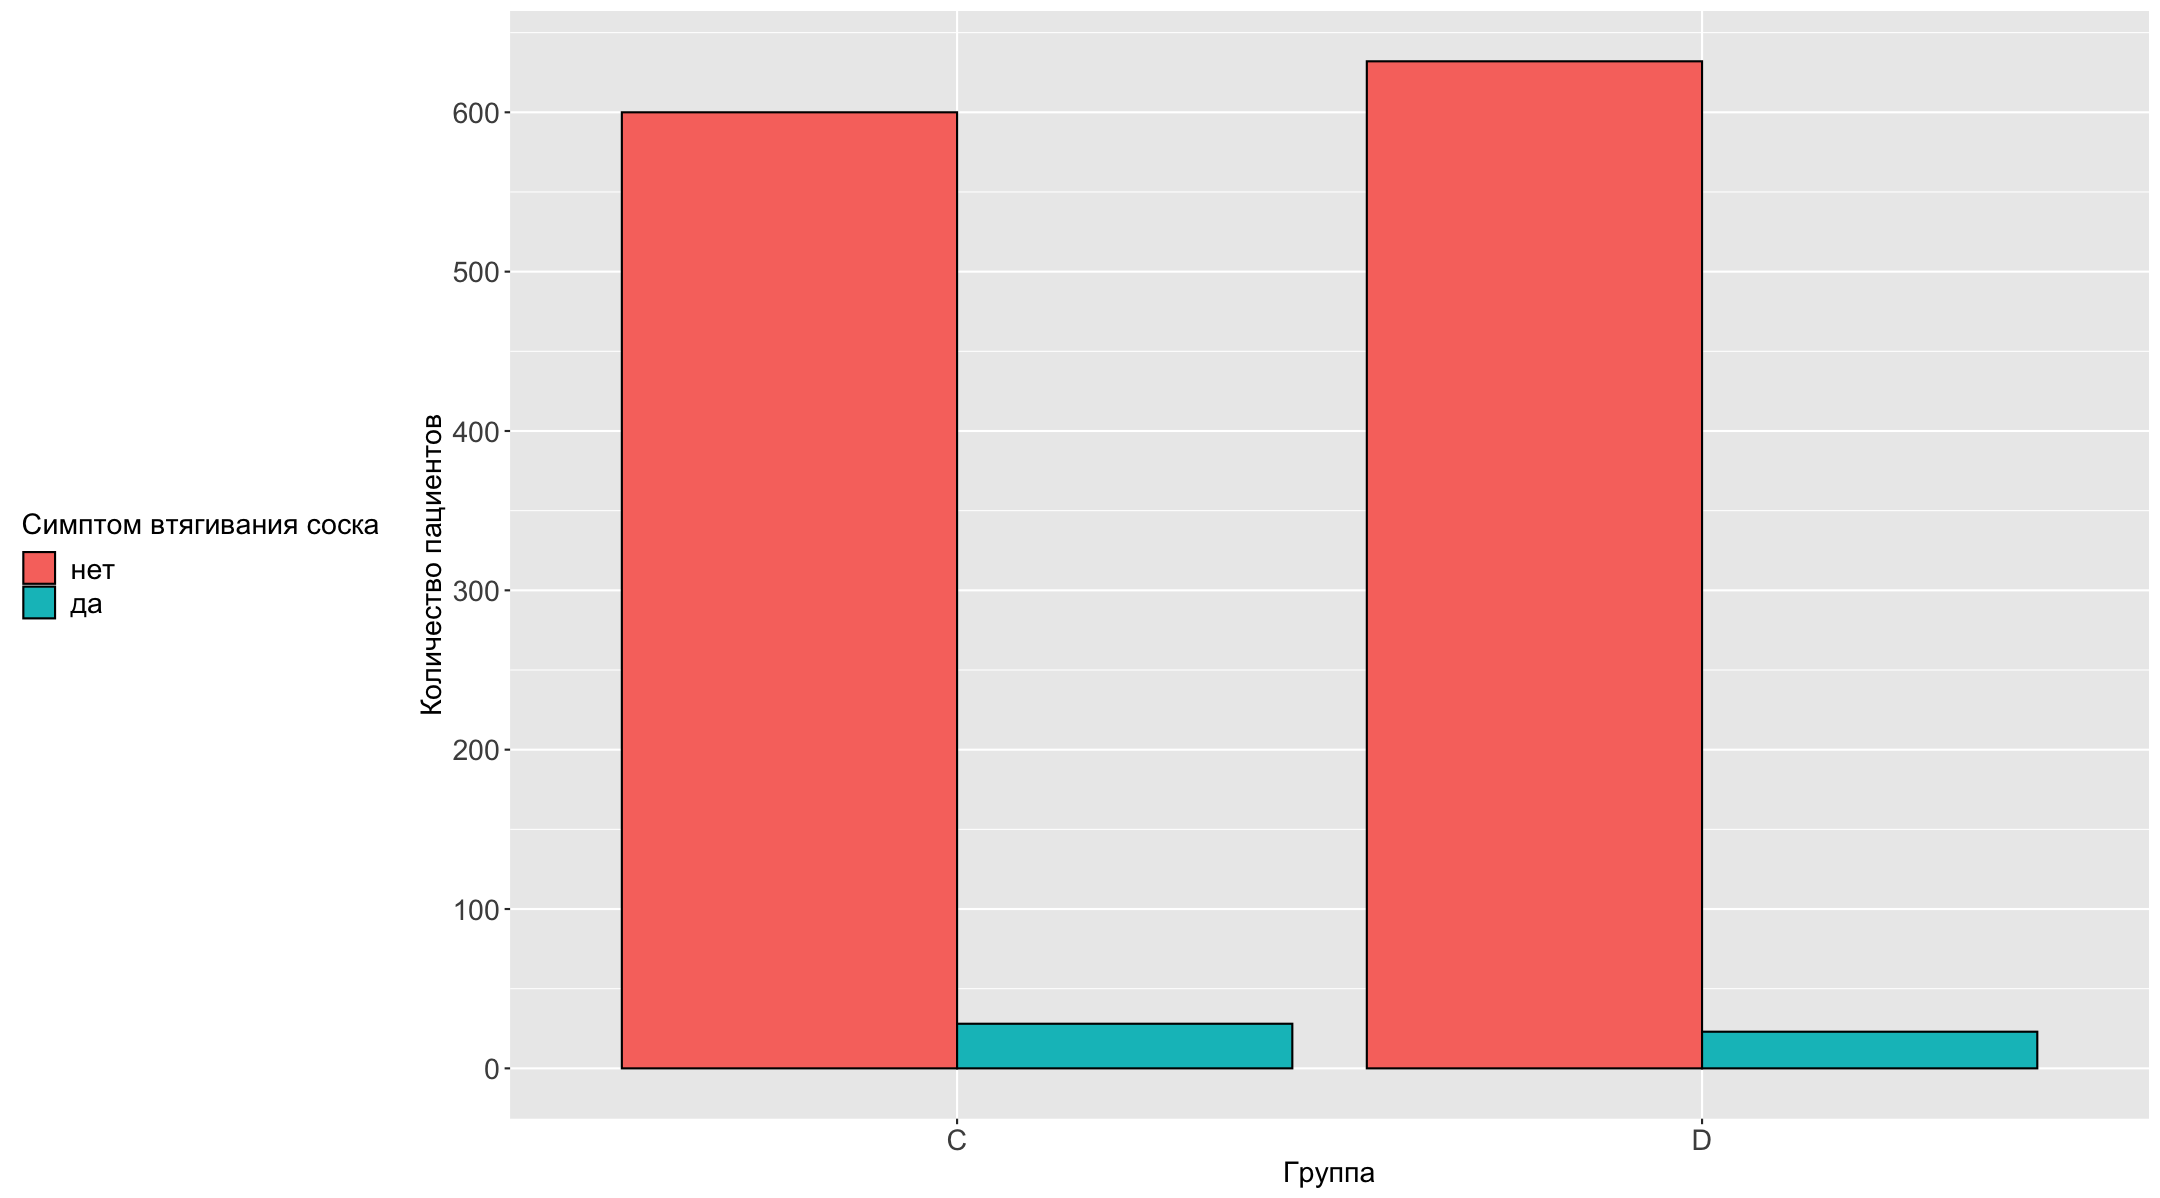 Симптом втягивания соска
нет
да
Количество пациентов
600
500
400
300
200
100
0
C
D
Группа